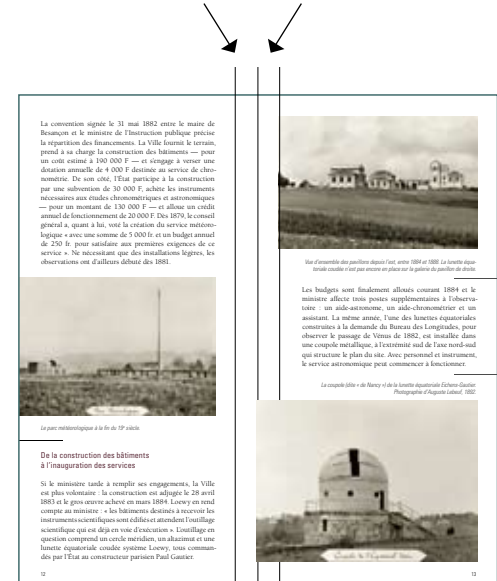 La convention signée le 31 mai 1882 entre le maire de
Besançon et le ministre de l'Instruction publique précise
la répartition des financements. La Ville fournit le terrain,
prend à sa charge la construction des bâtiments — pour
un coût estimé à 190 000 F — et s'engage à verser une
dotation annuelle de 4 000 F destinée au service de chro-
nométrie. De son côté, l'État participe à la construction
par une subvention de 30 000 F, achète les instruments
nécessaires aux études chronométriques et astronomiques
— pour un montant de 130 000 F — et alloue un crédit
annuel de fonctionnement de 20 000 F. Dès 1879, le conseil
général a, quant à lui, voté la création du service météoro-
logique « avec une somme de 5 000 fr. et un budget annuel
de 250 fr. pour satisfaire aux premières exigences de ce
service ». Ne nécessitant que des installations légères, les
observations ont d'ailleurs débuté dès 1881.
Le parc météorologique à la fin du 19e siècle.
De la construction des bâtiments
à l'inauguration des services
Si le ministère tarde à remplir ses engagements, la Ville
est plus volontaire : la construction est adjugée le 28 avril
1883 et le gros œuvre achevé en mars 1884. Loewy en rend
compte au ministre : « les bâtiments destinés à recevoir les
instruments scientifiques sont édifiés et attendent l'outillage
scientifique qui est déjà en voie d'exécution ». L'outillage en
question comprend un cercle méridien, un altazimut et une
lunette équatoriale coudée système Loewy, tous comman-
dés par l'État au constructeur parisien Paul Gautier.
12
Vue d'ensemble des pavillons depuis l'est, entre 1884 et 1888. La lunette équa-
toriale coudée n'est pas encore en place sur la galerie du pavillon de droite.
Les budgets sont finalement alloués courant 1884 et le
ministre affecte trois postes supplémentaires à l'observa-
toire : un aide-astronome, un aide-chronométrier et un
assistant. La même année, l'une des lunettes équatoriales
construites à la demande du Bureau des Longitudes, pour
observer le passage de Vénus de 1882, est installée dans
une coupole métallique, à l'extrémité sud de l'axe nord-sud
qui structure le plan du site. Avec personnel et instrument,
le service astronomique peut commencer à fonctionner.
La coupole (dite « de Nancy ») de la lunette équatoriale Eichens-Gautier.
Photographie d'Auguste Lebeuf, 1892.
Coupole de l'Equatorial droit
13